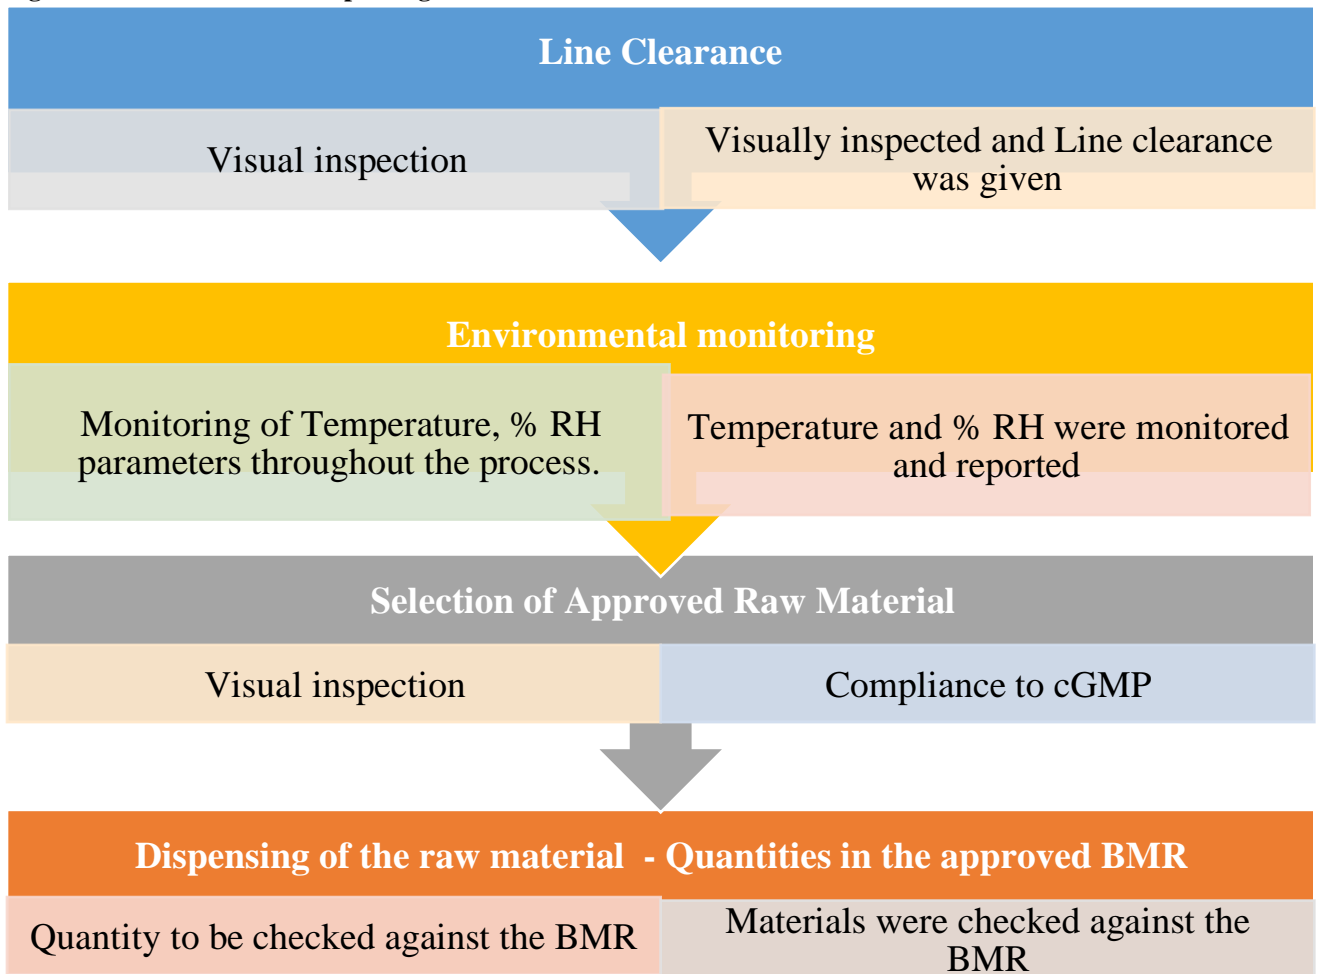 Line Clearance
Visual inspection
Visually inspected and Line clearance
was given
Environmental monitoring
Monitoring of Temperature, % RH
parameters throughout the process.
Temperature and % RH were monitored
and reported
Selection of Approved Raw Material
Visual inspection
Compliance to cGMP
Dispensing of the raw material - Quantities in the approved BMR
Quantity to be checked against the BMR
Materials were checked against the
BMR